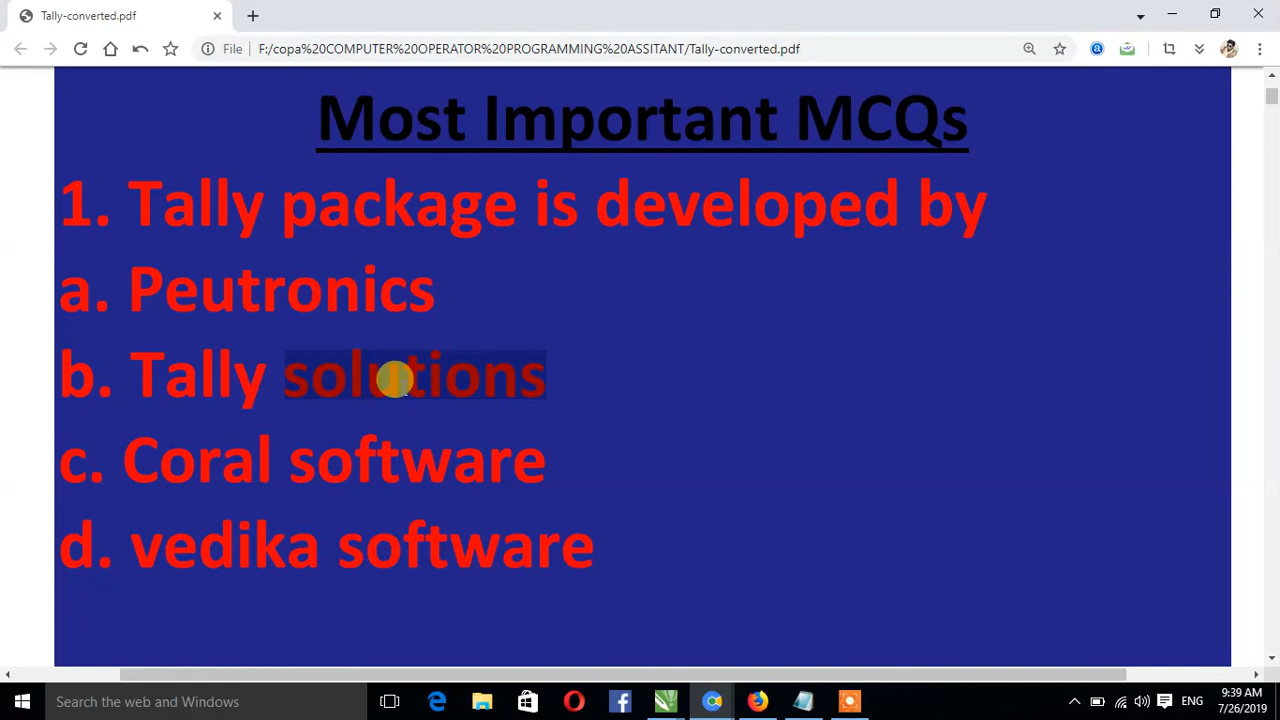 Tally-converted.pdf
File
F:/copa%20COMPUTER%20OPERATOR%20PROGRAMMING%20ASSITANT/Tally-converted.pdf
Most Important MCQs
1. Tally package is developed by
a. Peutronics
b. Tally solutions
c. Coral software
d. vedika software
Search the web and Windows
ENG
9:39 AM
7/26/2019